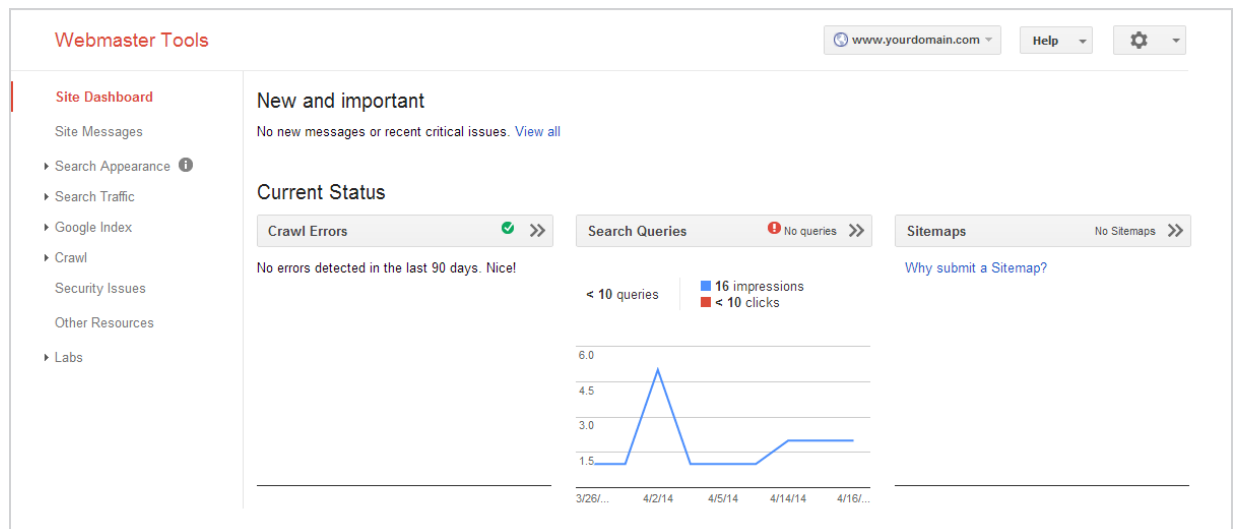 Webmaster Tools
www.yourdomain.com
Help
Site Dashboard
Site Messages
Search Appearance
Search Traffic
Google Index
Crawl
Security Issues
Other Resources
Labs
New and important
No new messages or recent critical issues. View all
Current Status
Crawl Errors
No errors detected in the last 90 days. Nice!
Search Queries
No queries
< 10 queries
16 impressions
< 10 clicks
6.0
4.5
3.0
1.5
3/26/... 4/2/14 4/5/14 4/14/14 4/16/...
Sitemaps
No Sitemaps
Why submit a Sitemap?